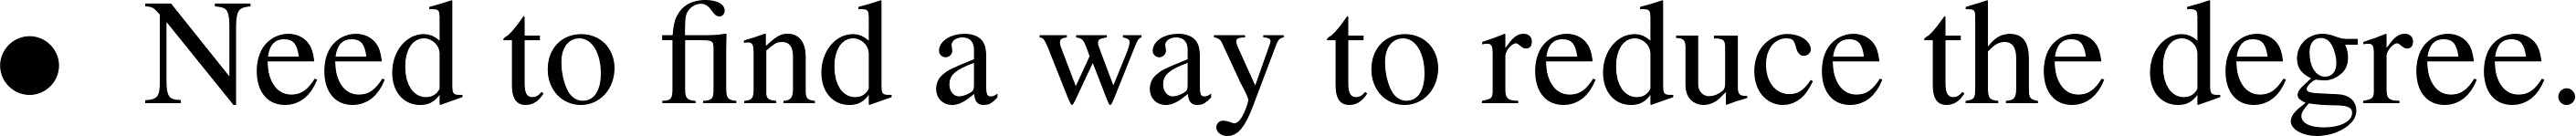 • Need to find a way to reduce the degree.